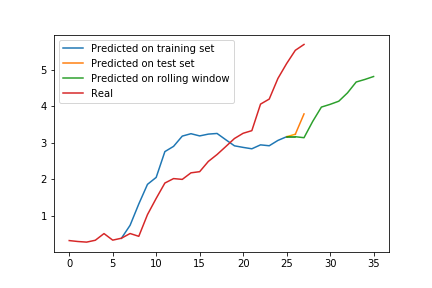 Predicted on training set
Predicted on test set
Predicted on rolling window
Real
5
4
3
2
1
0 5 10 15 20 25 30 35